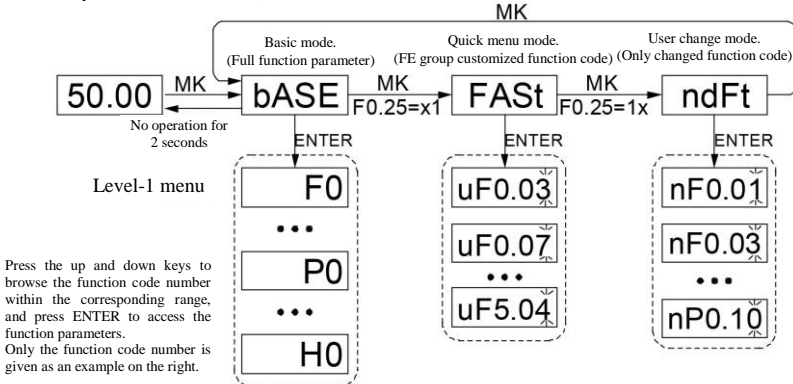 MK
Basic mode.
(Full function parameter)
Quick menu mode.
(FE group customized function code)
User change mode.
(Only changed function code)
50.00
MK
bASE
MK
F0.25=x1
FASt
MK
F0.25=1x
ndFt
No operation for
2 seconds
ENTER
ENTER
ENTER
Level-1 menu
F0
•••
P0
•••
H0
uF0.03
uF0.07
•••
uF5.04
nF0.01
nF0.03
•••
nP0.10
Press the up and down keys to
browse the function code number
within the corresponding range,
and press ENTER to access the
function parameters.
Only the function code number is
given as an example on the right.